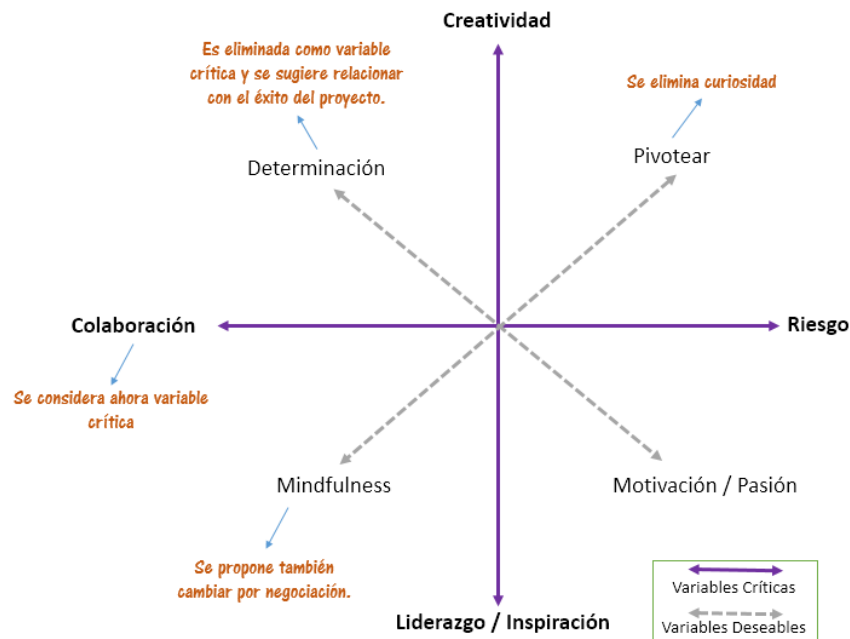 Creatividad
Es eliminada como variable
crítica y se sugiere relacionar
con el éxito del proyecto.
Se elimina curiosidad
Determinación
Pivotear
Colaboración
Riesgo
Se considera ahora variable
crítica
Mindfulness
Motivación / Pasión
Se propone también
cambiar por negociación.
Liderazgo / Inspiración
Variables Críticas
Variables Deseables